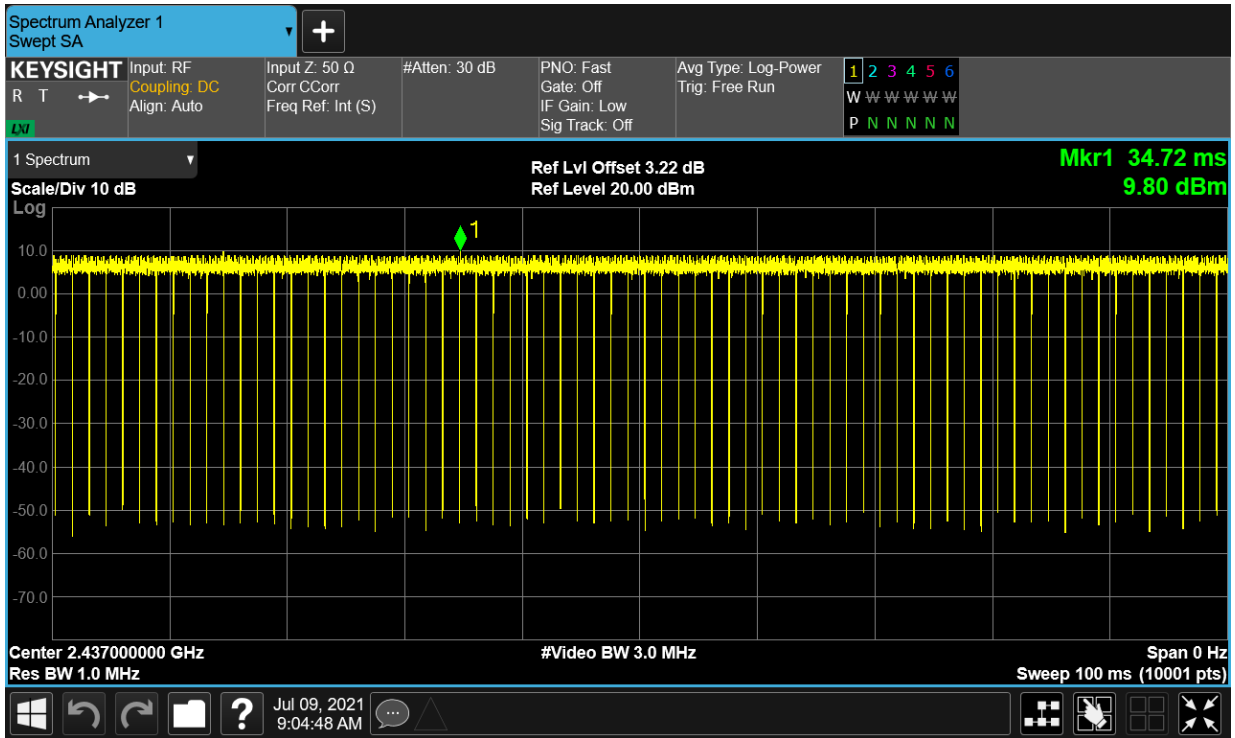 Spectrum Analyzer 1
Swept SA
KEYSIGHT
R T
LXI
Input: RF
Coupling: DC
Align: Auto
Input Z: 50 Ω
Corr CCorr
Freq Ref: Int (S)
#Atten: 30 dB
PNO: Fast
Gate: Off
IF Gain: Low
Sig Track: Off
Avg Type: Log-Power
Trig: Free Run
1 2 3 4 5 6
W W W W W W
P N N N N N
1 Spectrum
Scale/Div 10 dB
Log
Ref Lvl Offset 3.22 dB
Ref Level 20.00 dBm
Mkr1 34.72 ms
9.80 dBm
1
10.0
0.00
-10.0
-20.0
-30.0
-40.0
-50.0
-60.0
-70.0
Center 2.437000000 GHz
Res BW 1.0 MHz
#Video BW 3.0 MHz
Span 0 Hz
Sweep 100 ms (10001 pts)
?
Jul 09, 2021
9:04:48 AM